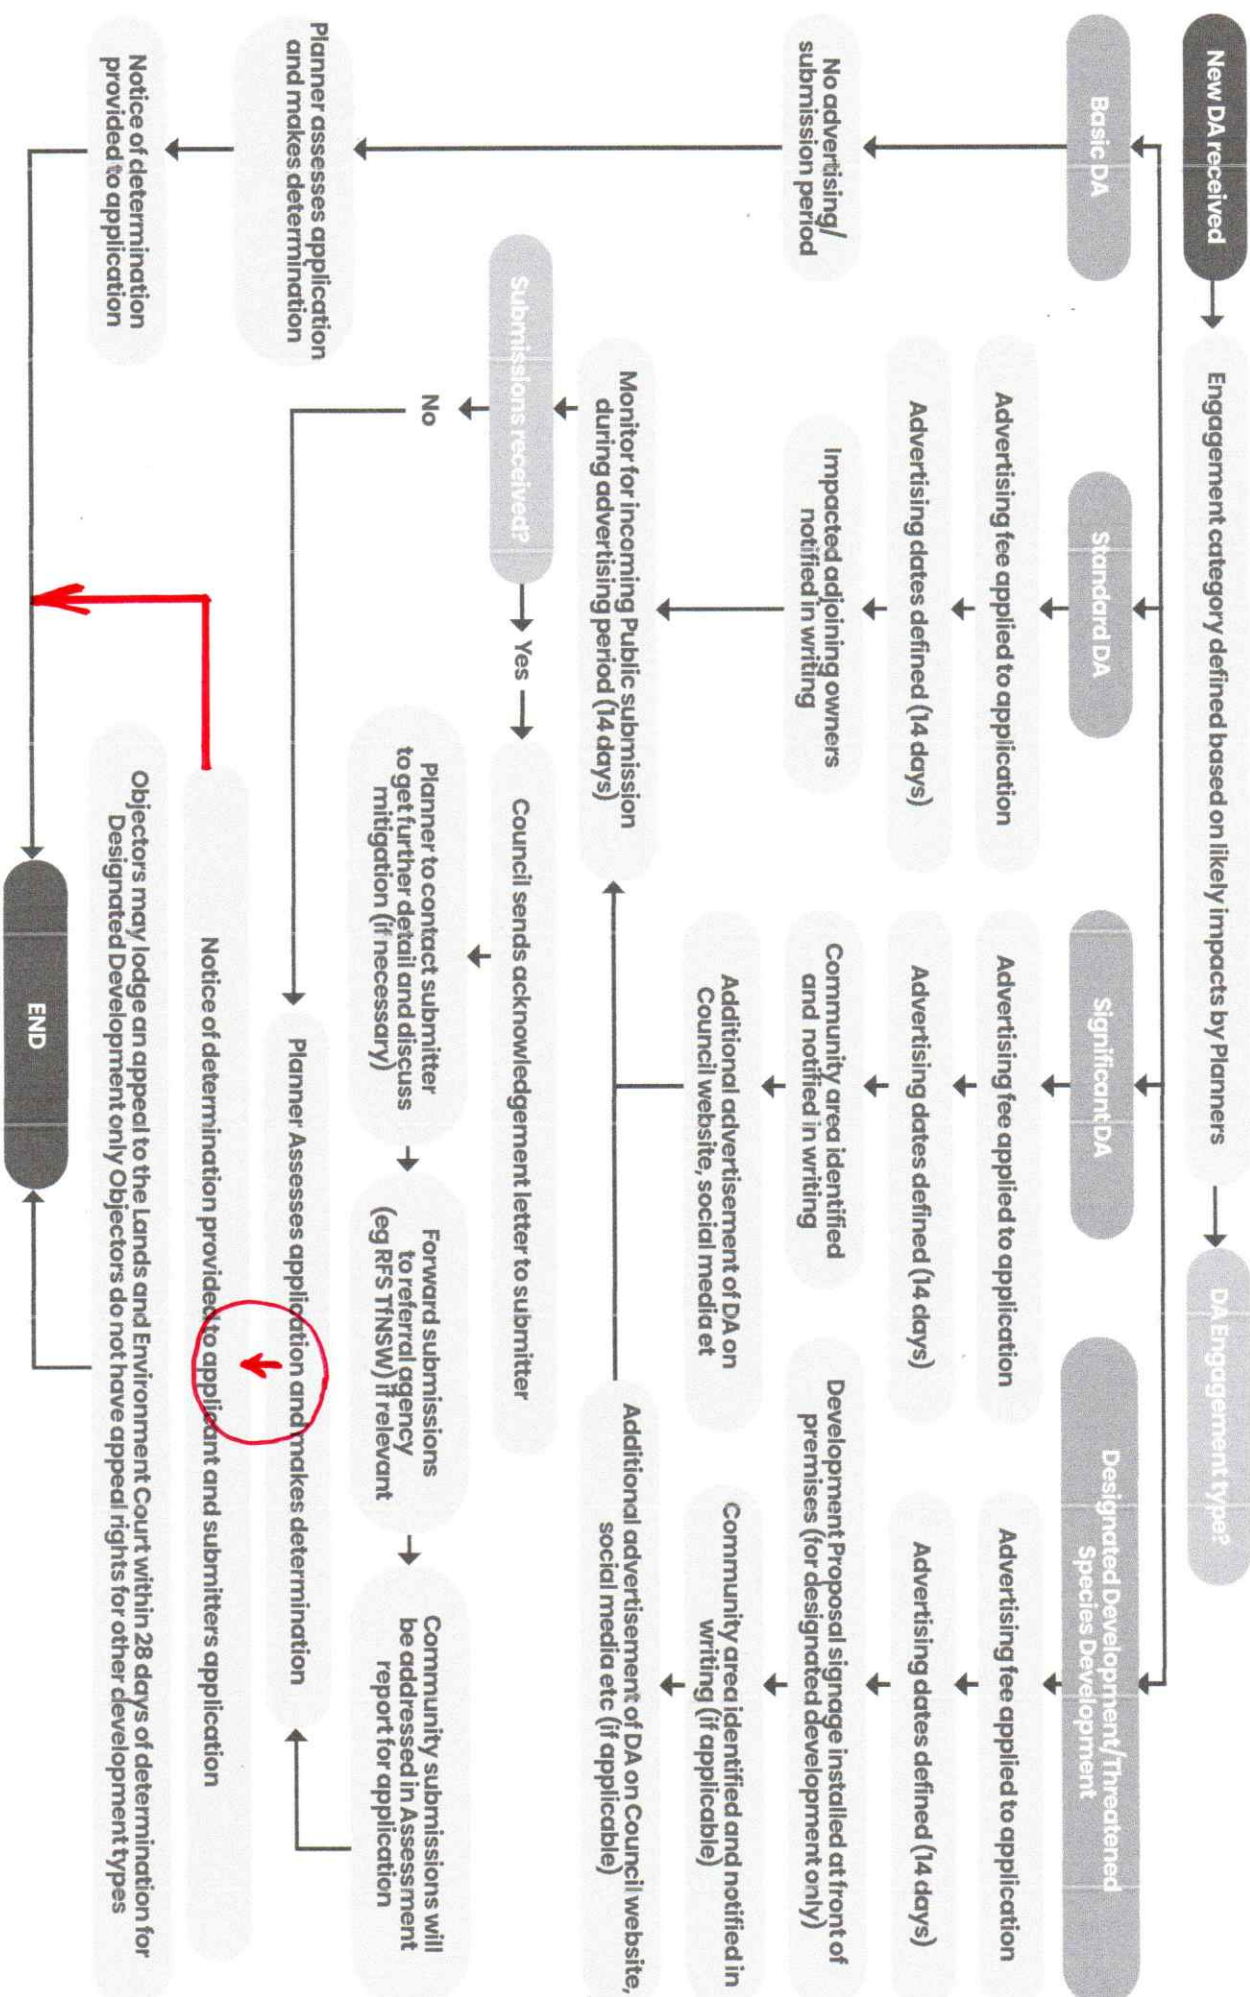 New DA received
Engagement category defined based on likely impacts by Planners
DA Engagement type?
Basic DA
Standard DA
Significant DA
Designated Development/Threatened
Species Development
No advertising/
submission period
Advertising fee applied to application
Advertising dates defined (14 days)
Impacted adjoining owners
notified in writing
Advertising fee applied to application
Advertising dates defined (14 days)
Community area identified
and notified in writing
Additional advertisement of DA on
Council website, social media et
Advertising fee applied to application
Advertising dates defined (14 days)
Development Proposal signage installed at front of
premises (for designated development only)
Community area identified and notified in
writing (if applicable)
Additional advertisement of DA on Council website,
social media etc (if applicable)
Monitor for incoming Public submission
during advertising period (14 days)
Submissions received?
Yes
Council sends acknowledgement letter to submitter
No
Planner to contact submitter
to get further detail and discuss
mitigation (if necessary)
Forward submissions
to referral agency
(eg RFS TfNSW) if relevant
Community submissions will
be addressed in Assessment
report for application
Planner assesses application
and makes determination
Planner Assesses application and makes determination
Notice of determination provided to applicant and submitters application
Notice of determination
provided to application
Objectors may lodge an appeal to the Lands and Environment Court within 28 days of determination for
Designated Development only Objectors do not have appeal rights for other development types
END